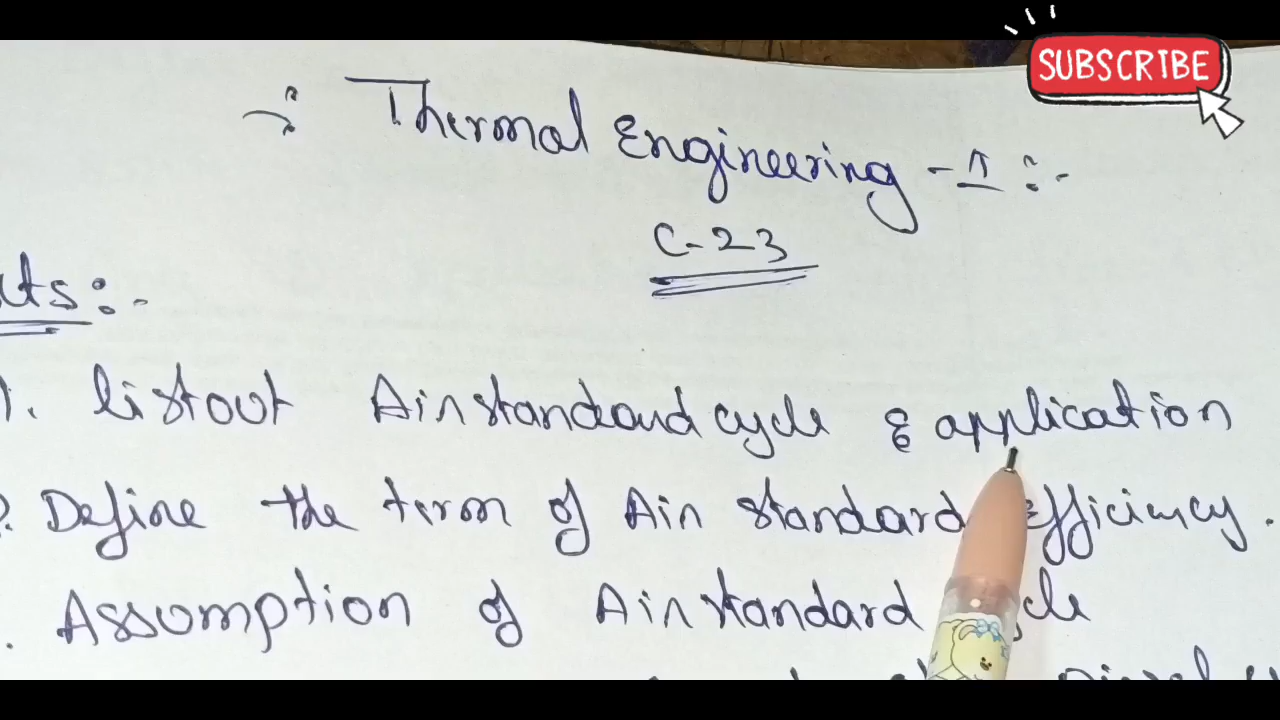 SUBSCRIBE
-: Thermal Engineering - I :-
C-23
:-
1. listout Air standard cycle & application
2. Define the term of Air standard efficiency.
. Assumption of Air standard